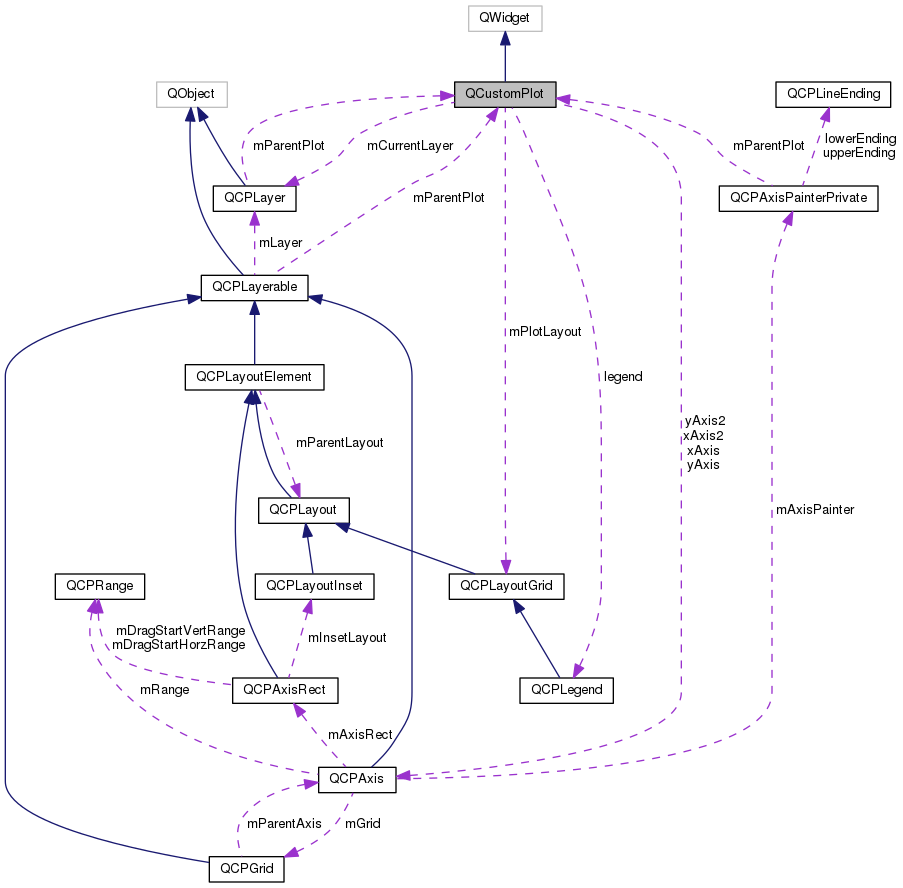 QWidget
QObject
QCustomPlot
QCPLineEnding
mParentPlot
mCurrentLayer
mParentPlot
lowerEnding
upperEnding
QCPLayer
mParentPlot
QCPAxisPainterPrivate
mLayer
QCPLayerable
mPlotLayout
QCPLayoutElement
legend
yAxis2
xAxis2
xAxis
yAxis
mParentLayout
QCPLayout
mAxisPainter
QCPRange
QCPLayoutInset
QCPLayoutGrid
mDragStartVertRange
mDragStartHorzRange
mInsetLayout
QCPAxisRect
QCPLegend
mRange
mAxisRect
QCPAxis
mParentAxis
mGrid
QCPGrid